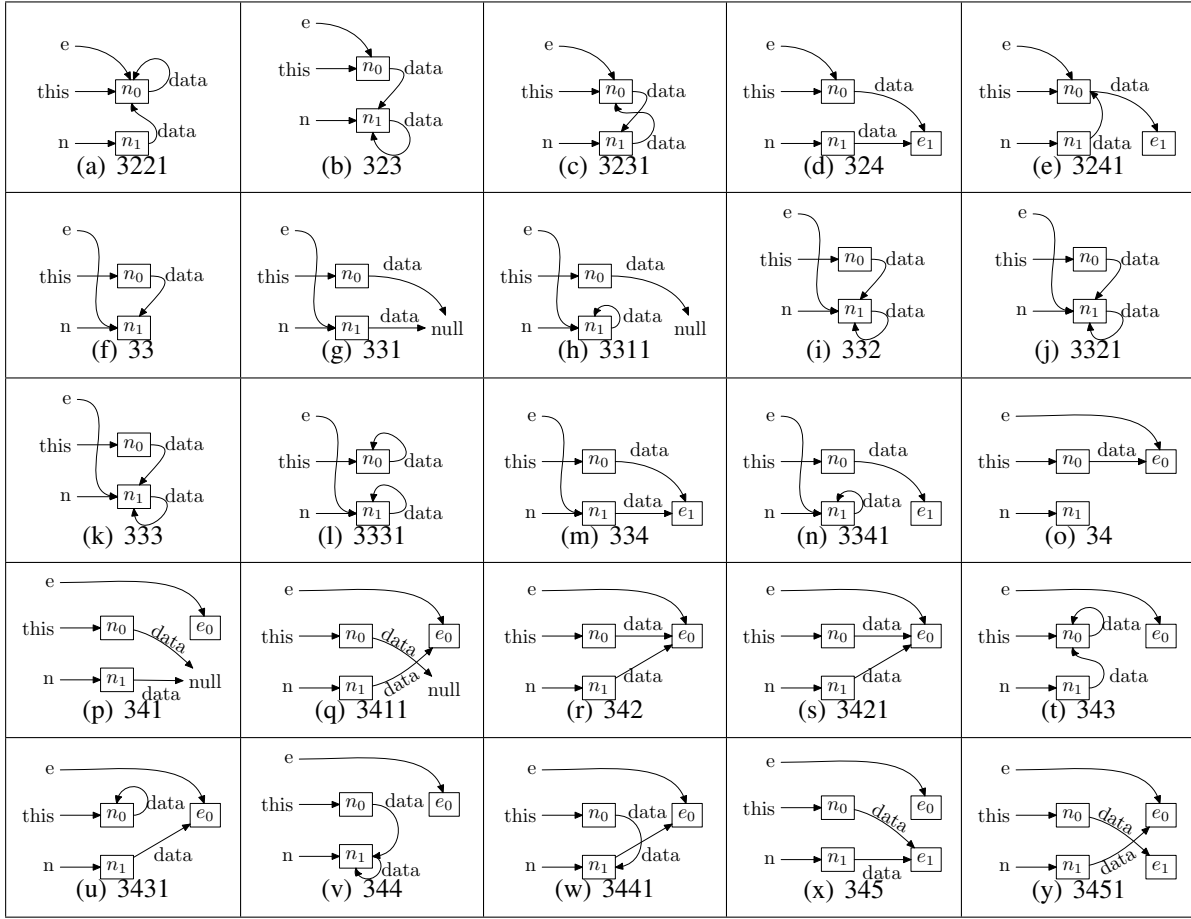 e
this n₀ data
n n₁ data
(a) 3221
e
this n₀ data
n n₁ data
(b) 323
e
this n₀ data
n n₁ data
(c) 3231
e
this n₀ data
n n₁ data e₁
(d) 324
e
this n₀ data
n n₁ data e₁
(e) 3241
e
this n₀ data
n n₁
(f) 33
e
this n₀ data
n n₁ data null
(g) 331
e
this n₀ data
n n₁ data null
(h) 3311
e
this n₀ data
n n₁ data
(i) 332
e
this n₀ data
n n₁ data
(j) 3321
e
this n₀ data
n n₁ data
(k) 333
e
this n₀ data
n n₁ data
(l) 3331
e
this n₀ data
n n₁ data e₁
(m) 334
e
this n₀ data
n n₁ data e₁
(n) 3341
e
this n₀ data e₀
n n₁
(o) 34
e
this n₀ data e₀
n n₁ data null
(p) 341
e
this n₀ data e₀
n n₁ data null
(q) 3411
e
this n₀ data e₀
n n₁ data
(r) 342
e
this n₀ data e₀
n n₁ data
(s) 3421
e
this n₀ data e₀
n n₁ data
(t) 343
e
this n₀ data e₀
n n₁ data
(u) 3431
e
this n₀ data e₀
n n₁ data
(v) 344
e
this n₀ data e₀
n n₁ data
(w) 3441
e
this n₀ data e₀
n n₁ data e₁
(x) 345
e
this n₀ data e₀
n n₁ data e₁
(y) 3451